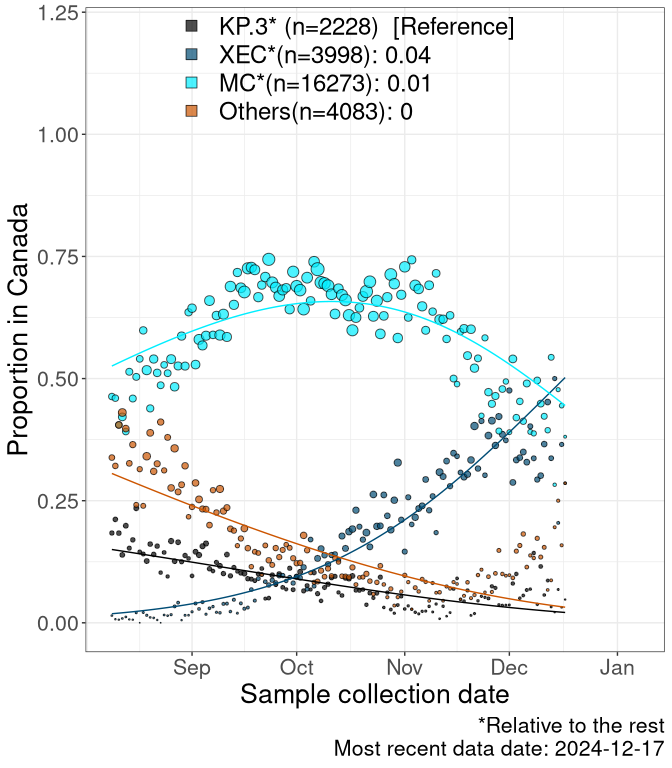 KP.3* (n=2228)  [Reference]
XEC*(n=3998): 0.04
MC*(n=16273): 0.01
Others(n=4083): 0
Proportion in Canada
1.25
1.00
0.75
0.50
0.25
0.00
Sep Oct Nov Dec Jan
Sample collection date
*Relative to the rest
Most recent data date: 2024-12-17